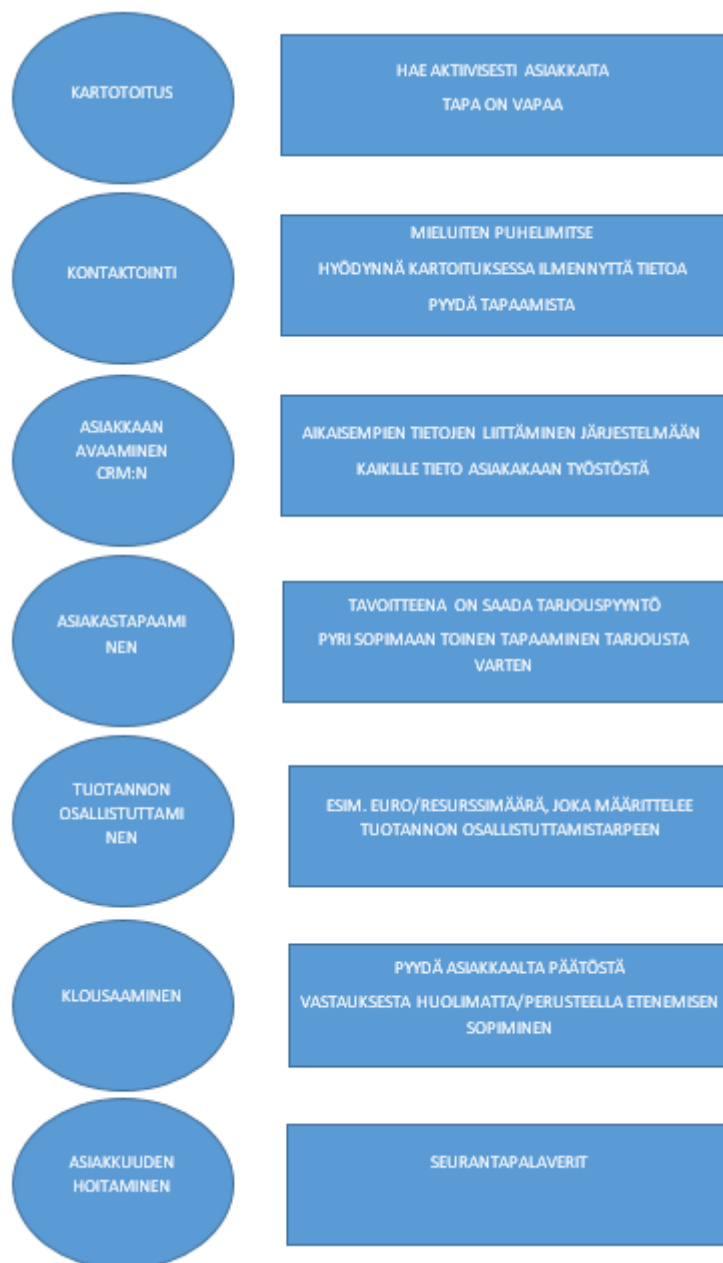 KARTOTOITUS
HAE AKTIIVISESTI ASIAKKAITA
TAPA ON VAPAA
KONTAKTOINTI
MIELUITEN PUHELIMITSE
HYÖDYNNÄ KARTOITUKSESSA ILMENNYTTÄ TIETOA
PYYDÄ TAPAAMISTA
ASIAKKAAN
AVAAMINEN
CRM:N
AIKAISEMPIEN TIETOJEN LIITTÄMINEN JÄRJESTELMÄÄN
KAIKILLE TIETO ASIAKAKAAN TYÖSTÖSTÄ
ASIAKASTAPAAMI
NEN
TAVOITTEENA ON SAADA TARJOUSPYYNTÖ
PYRI SOPIMAAN TOINEN TAPAAMINEN TARJOUSTA
VARTEN
TUOTANNON
OSALLISTUTTAMI
NEN
ESIM. EURO/RESURSSIMÄÄRÄ, JOKA MÄÄRITTELEE
TUOTANNON OSALLISTUTTAMISTARPEEN
KLOUSAAMINEN
PYYDÄ ASIAKKAALTA PÄÄTÖSTÄ
VASTAUKSESTA HUOLIMATTA/PERUSTEELLA ETENEMISEN
SOPIMINEN
ASIAKKUUDEN
HOITAMINEN
SEURANTAPALAVERIT